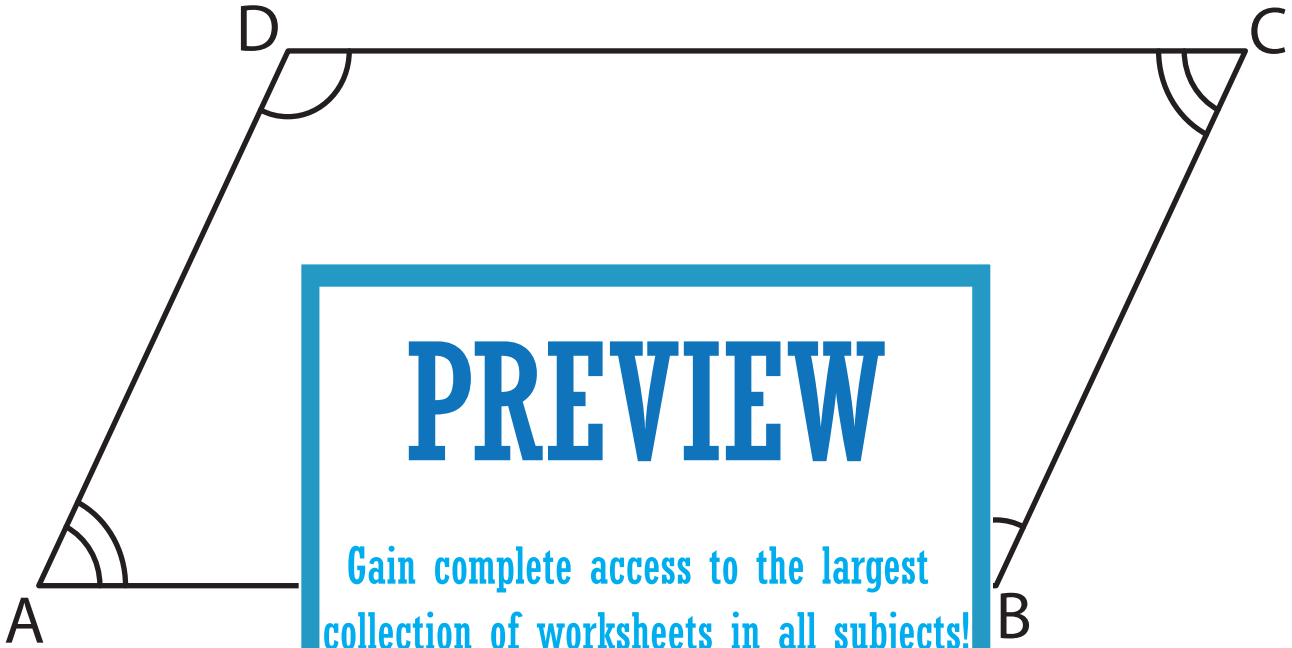 D C
PREVIEW
Gain complete access to the largest
collection of worksheets in all subjects!
A B